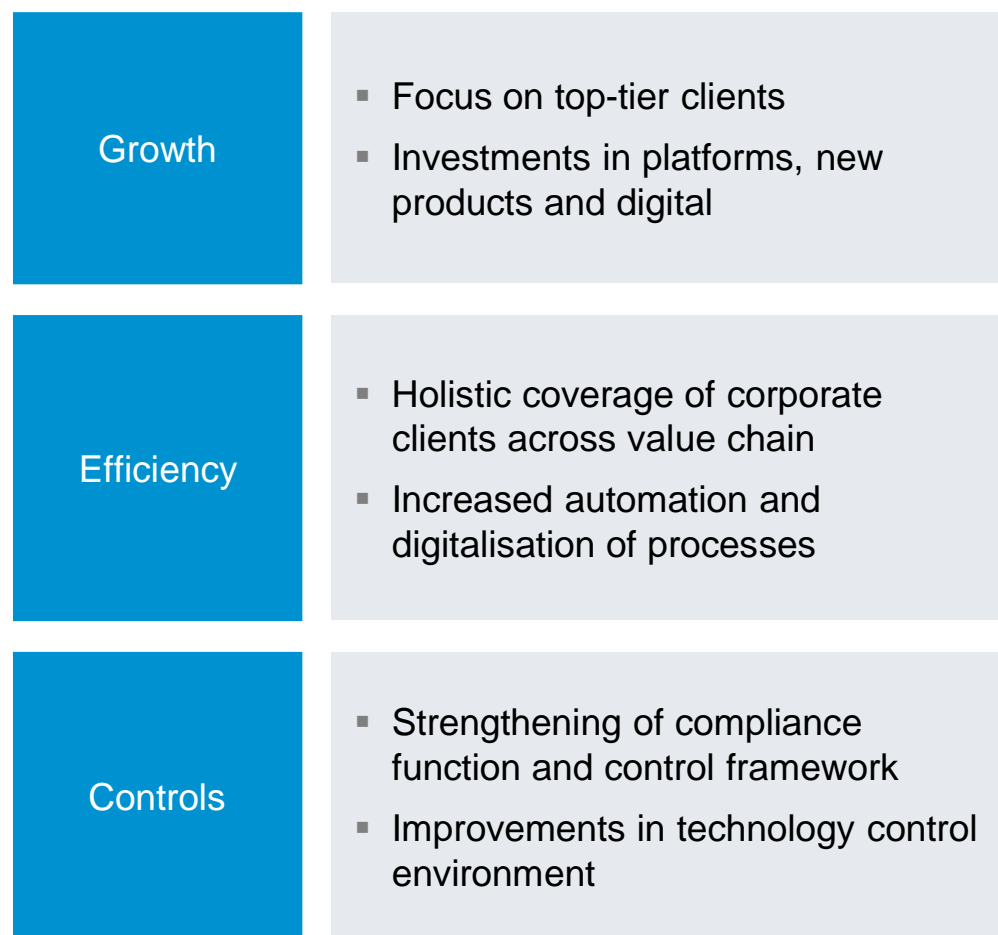 Growth
▪ Focus on top-tier clients
▪ Investments in platforms, new
products and digital
Efficiency
▪ Holistic coverage of corporate
clients across value chain
▪ Increased automation and
digitalisation of processes
Controls
▪ Strengthening of compliance
function and control framework
▪ Improvements in technology control
environment